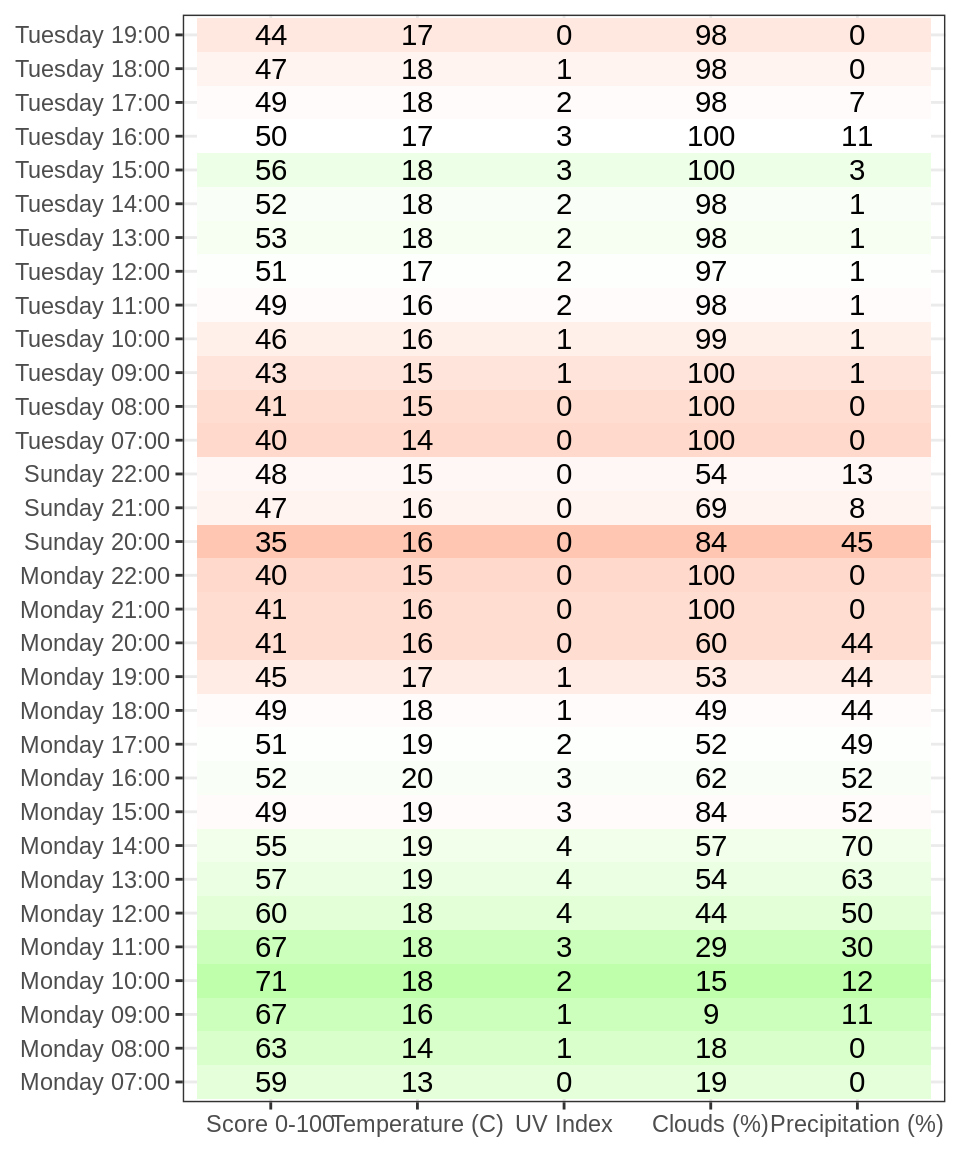 Tuesday 19:00 44 17 0 98 0
Tuesday 18:00 47 18 1 98 0
Tuesday 17:00 49 18 2 98 7
Tuesday 16:00 50 17 3 100 11
Tuesday 15:00 56 18 3 100 3
Tuesday 14:00 52 18 2 98 1
Tuesday 13:00 53 18 2 98 1
Tuesday 12:00 51 17 2 97 1
Tuesday 11:00 49 16 2 98 1
Tuesday 10:00 46 16 1 99 1
Tuesday 09:00 43 15 1 100 1
Tuesday 08:00 41 15 0 100 0
Tuesday 07:00 40 14 0 100 0
Sunday 22:00 48 15 0 54 13
Sunday 21:00 47 16 0 69 8
Sunday 20:00 35 16 0 84 45
Monday 22:00 40 15 0 100 0
Monday 21:00 41 16 0 100 0
Monday 20:00 41 16 0 60 44
Monday 19:00 45 17 1 53 44
Monday 18:00 49 18 1 49 44
Monday 17:00 51 19 2 52 49
Monday 16:00 52 20 3 62 52
Monday 15:00 49 19 3 84 52
Monday 14:00 55 19 4 57 70
Monday 13:00 57 19 4 54 63
Monday 12:00 60 18 4 44 50
Monday 11:00 67 18 3 29 30
Monday 10:00 71 18 2 15 12
Monday 09:00 67 16 1 9 11
Monday 08:00 63 14 1 18 0
Monday 07:00 59 13 0 19 0
Score 0-100 Temperature (C) UV Index Clouds (%) Precipitation (%)